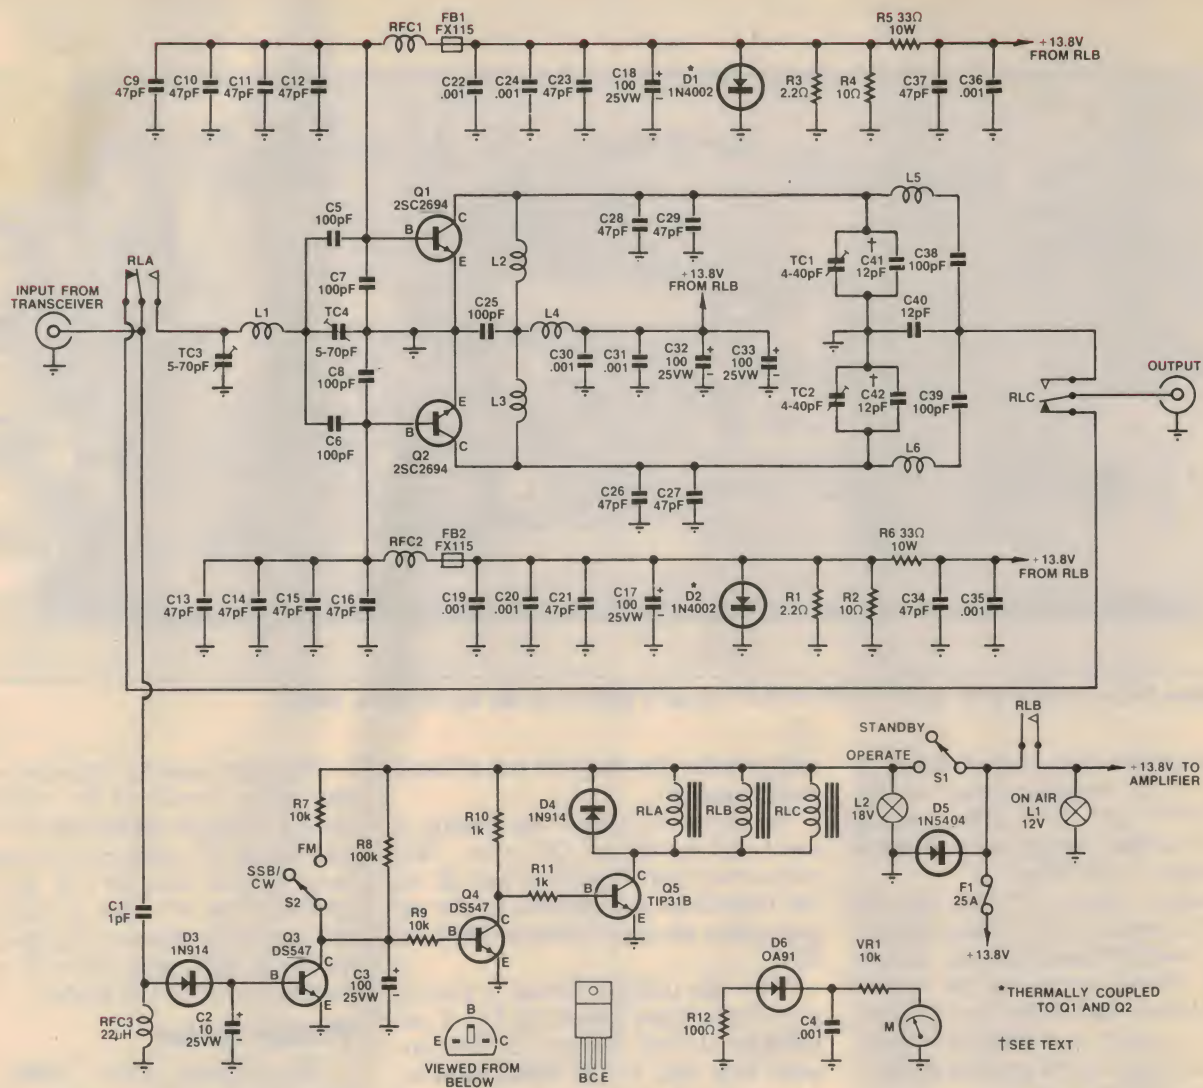 RFC1
FB1
FX115
R5 33Ω
10W
+13.8V
FROM RLB
C9
47pF
C10
47pF
C11
47pF
C12
47pF
C22
.001
C24
.001
C23
47pF
C18
100
25VW
+
−
*
D1
1N4002
R3
2.2Ω
R4
10Ω
C37
47pF
C36
.001
Q1
2SC2694
C
B
E
C5
100pF
C7
100pF
L2
C28
47pF
C29
47pF
L5
TC1
4-40pF
†
C41
12pF
C38
100pF
RLA
INPUT FROM
TRANSCEIVER
L1
TC3
5-70pF
TC4
5-70pF
C25
100pF
L4
+13.8V
FROM RLB
C30
.001
C31
.001
C32
100
25VW
+
−
C33
100
25VW
+
−
C40
12pF
OUTPUT
RLC
C8
100pF
C6
100pF
L3
E
B
C
Q2
2SC2694
TC2
4-40pF
†
C42
12pF
C39
100pF
L6
C26
47pF
C27
47pF
RFC2
FB2
FX115
R6 33Ω
10W
+13.8V
FROM RLB
C13
47pF
C14
47pF
C15
47pF
C16
47pF
C19
.001
C20
.001
C21
47pF
C17
100
25VW
+
−
*
D2
1N4002
R1
2.2Ω
R2
10Ω
C34
47pF
C35
.001
RLB
STANDBY
OPERATE
S1
+13.8V TO
AMPLIFIER
R7
10k
FM
SSB/
CW
S2
R8
100k
R10
1k
D4
1N914
RLA
RLB
RLC
L2
18V
D5
1N5404
ON AIR
L1
12V
F1
25A
+13.8V
R11
1k
C
B
E
Q5
TIP31B
C1
1pF
D3
1N914
Q3
DS547
C
B
E
R9
10k
Q4
DS547
C
B
E
C3
100
25VW
+
−
RFC3
22μH
C2
10
25VW
+
−
B
E
C
VIEWED FROM
BELOW
B C E
D6
OA91
VR1
10k
R12
100Ω
C4
.001
M
*THERMALLY COUPLED
TO Q1 AND Q2
†SEE TEXT